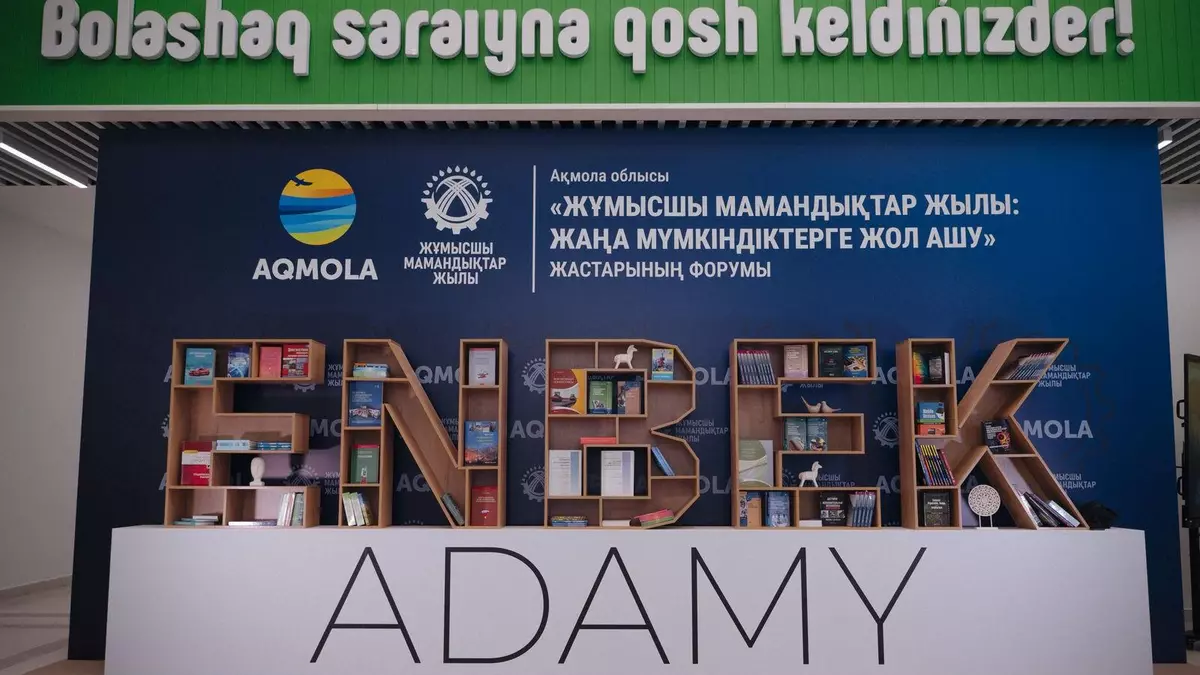 Bolashaq saraıyna qosh keldińizder!
AQMOLA
ЖҰМЫСШЫ
МАМАНДЫҚТАР
ЖЫЛЫ
Ақмола облысы
«ЖҰМЫСШЫ МАМАНДЫҚТАР ЖЫЛЫ:
ЖАҢА МҮМКІНДІКТЕРГЕ ЖОЛ АШУ»
ЖАСТАРЫНЫҢ ФОРУМЫ
ENBEK
ADAMY